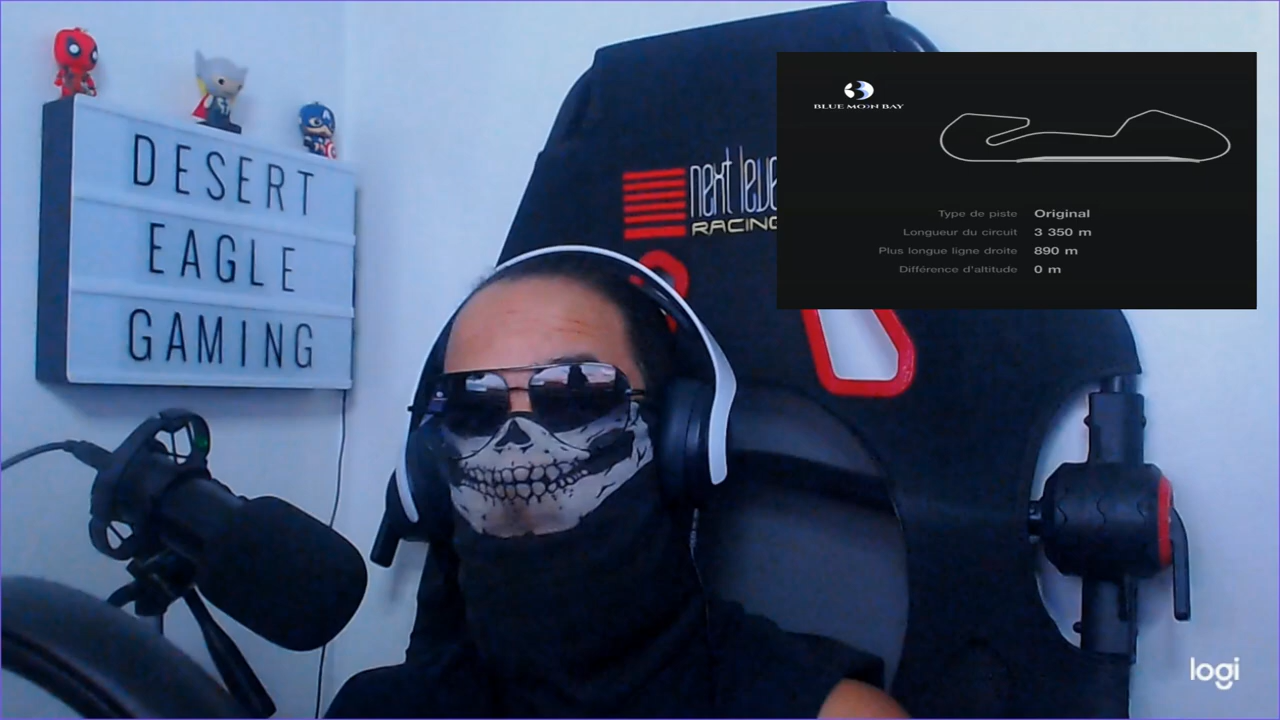 DESERT
EAGLE
GAMING
next leve
RACING
BLUE MOON BAY
Type de piste Original
Longueur du circuit 3 350 m
Plus longue ligne droite 890 m
Différence d'altitude 0 m
logi